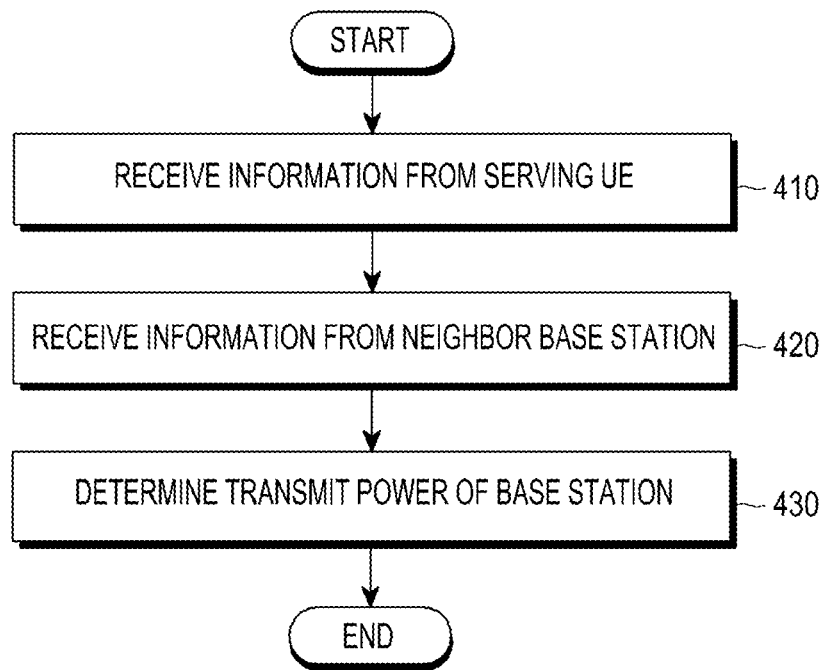 START
RECEIVE INFORMATION FROM SERVING UE
410
RECEIVE INFORMATION FROM NEIGHBOR BASE STATION
420
DETERMINE TRANSMIT POWER OF BASE STATION
430
END